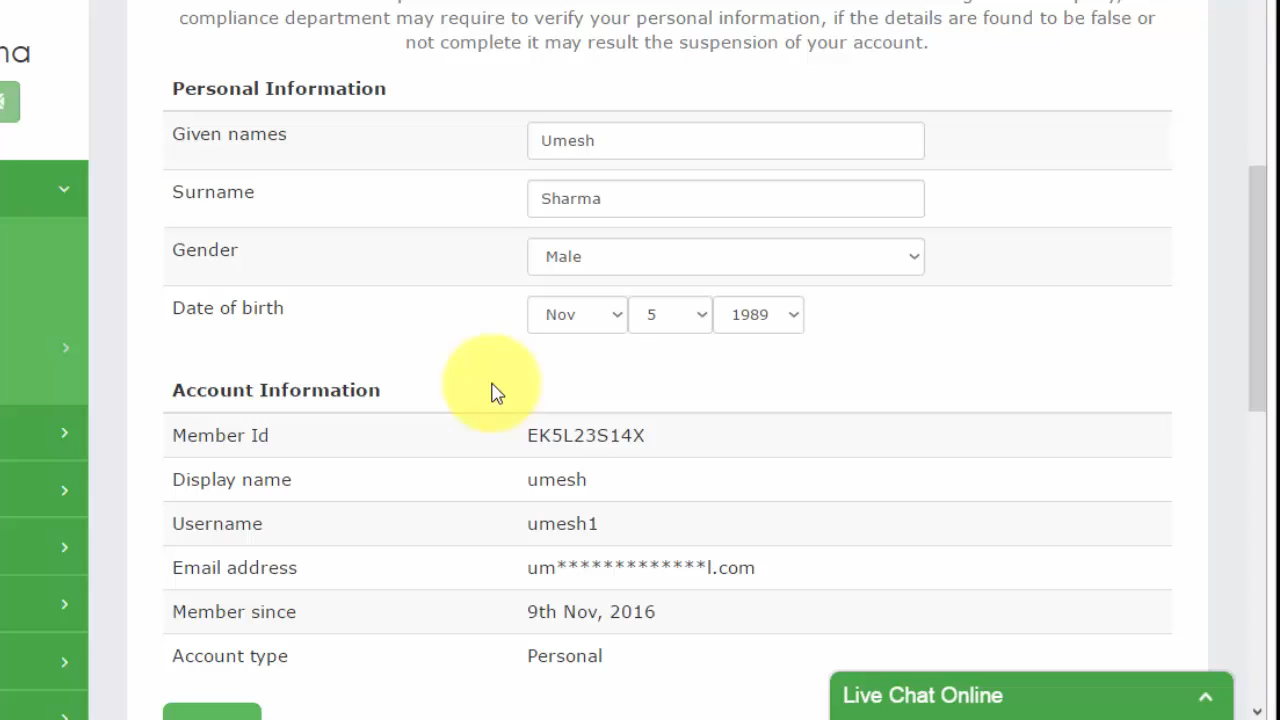 compliance department may require to verify your personal information, if the details are found to be false or
not complete it may result the suspension of your account.
Personal Information
Given names Umesh
Surname Sharma
Gender Male
Date of birth Nov 5 1989
Account Information
Member Id EK5L23S14X
Display name umesh
Username umesh1
Email address um*************l.com
Member since 9th Nov, 2016
Account type Personal
Live Chat Online